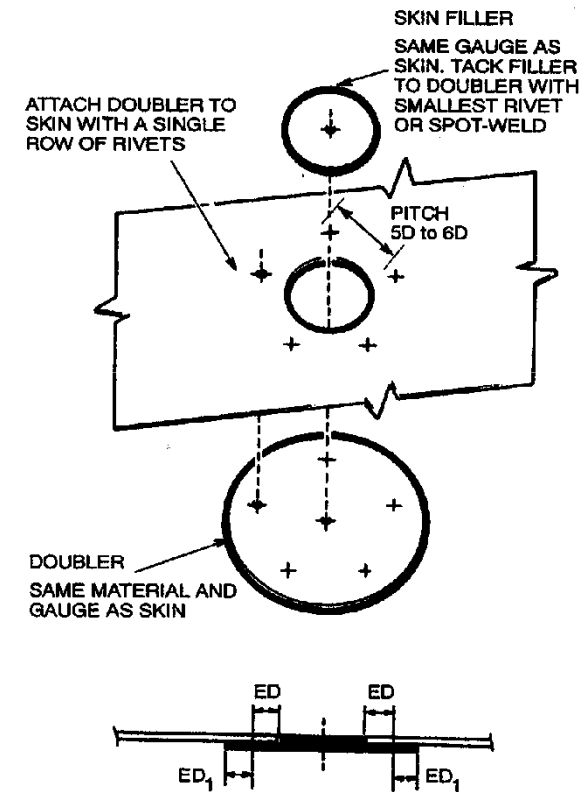 SKIN FILLER
SAME GAUGE AS
SKIN. TACK FILLER
TO DOUBLER WITH
SMALLEST RIVET
OR SPOT-WELD
ATTACH DOUBLER TO
SKIN WITH A SINGLE
ROW OF RIVETS
PITCH
5D to 6D
DOUBLER
SAME MATERIAL AND
GAUGE AS SKIN
ED
ED
ED1
ED1